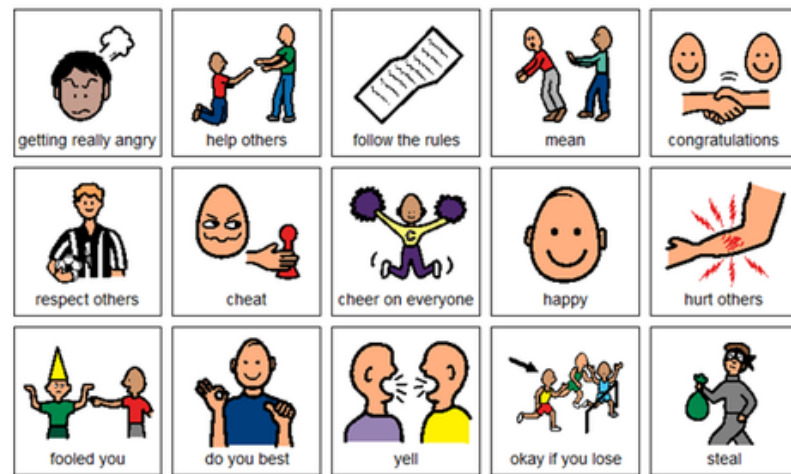 getting really angry
help others
follow the rules
mean
congratulations
respect others
cheat
C
cheer on everyone
happy
hurt others
fooled you
do you best
yell
okay if you lose
steal